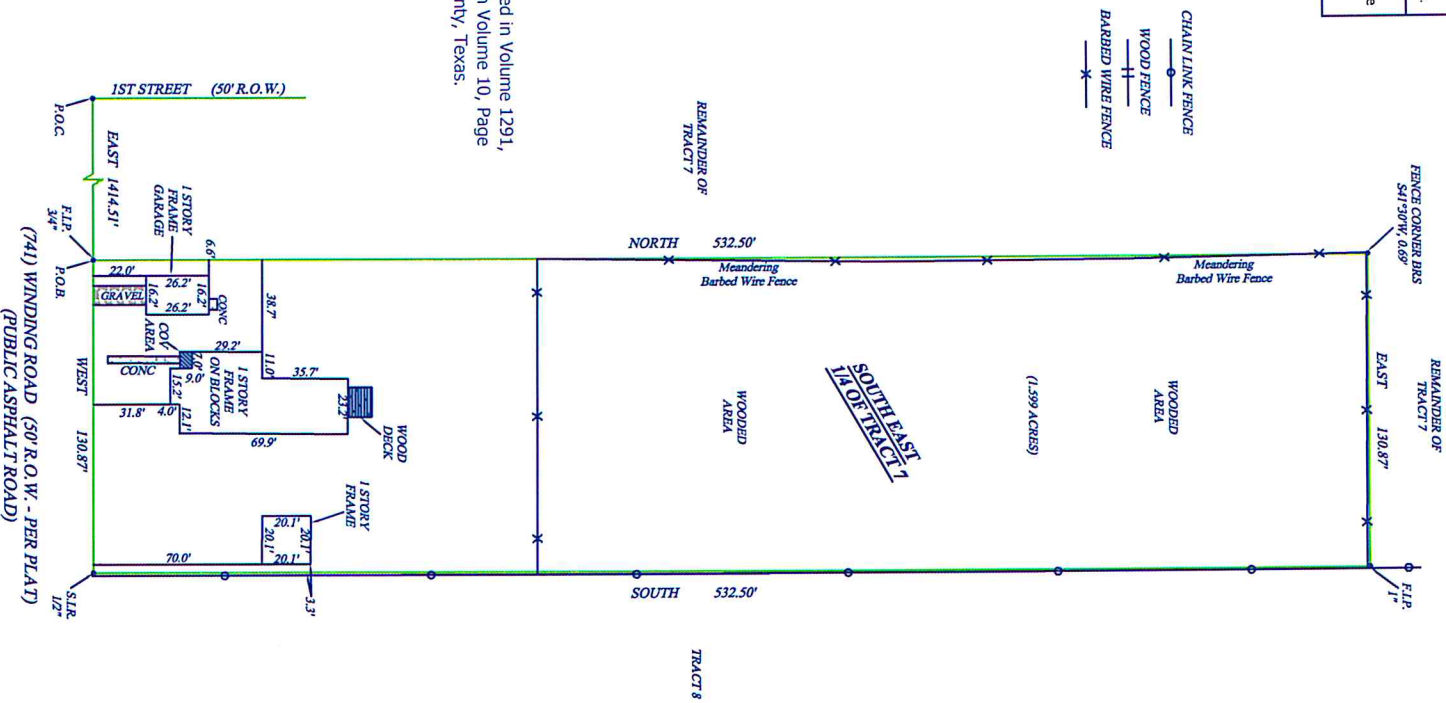 e
CHAIN LINK FENCE
WOOD FENCE
BARBED WIRE FENCE
FENCE CORNER BRS
S41°30'W, 0.69'
REMAINDER OF
TRACT 7
EAST 130.87'
F.I.P.
1"
ed in Volume 1291,
n Volume 10, Page
nty, Texas.
REMAINDER OF
TRACT 7
NORTH 532.50'
Meandering
Barbed Wire Fence
Meandering
Barbed Wire Fence
WOODED
AREA
(1.599 ACRES)
SOUTH EAST
1/4 OF TRACT 7
WOODED
AREA
SOUTH 532.50'
TRACT 8
1ST STREET (50' R.O.W.)
P.O.C.
EAST 1414.51'
F.I.P.
3/4"
P.O.B.
1 STORY
FRAME
GARAGE
6.6'
22.0'
26.2'
16.2'
16.2'
26.2'
GRAVEL
CONC
38.7'
11.0'
29.2'
35.7'
COV
AREA
7.0'
9.0'
CONC
15.2'
4.0'
12.1'
31.8'
1 STORY
FRAME
ON BLOCKS
23.2'
69.9'
WOOD
DECK
1 STORY
FRAME
20.1'
20.1'
20.1'
20.1'
70.0'
3.3'
WEST 130.87'
S.I.R.
1/2"
(741) WINDING ROAD (50' R.O.W. - PER PLAT)
(PUBLIC ASPHALT ROAD)